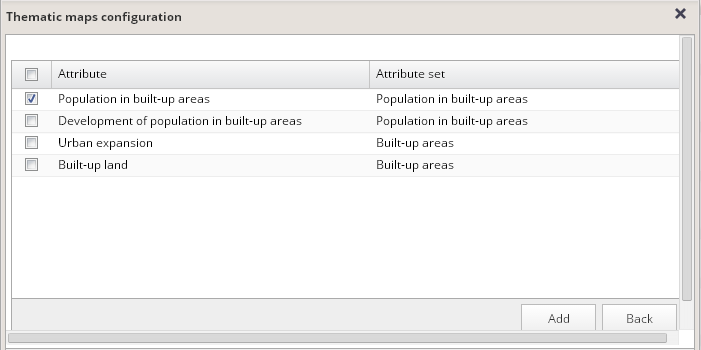 Thematic maps configuration
Attribute Attribute set
Population in built-up areas Population in built-up areas
Development of population in built-up areas Population in built-up areas
Urban expansion Built-up areas
Built-up land Built-up areas
Add Back